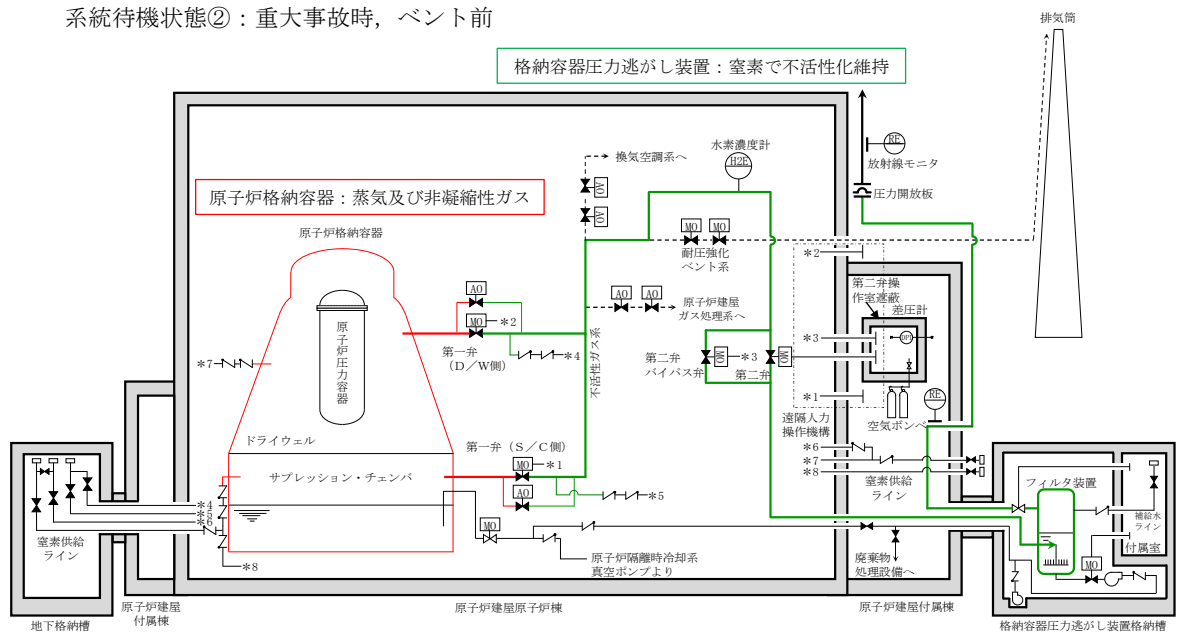 系統待機状態②：重大事故時，ベント前
排気筒
格納容器圧力逃がし装置：窒素で不活性化維持
RE
放射線モニタ
水素濃度計
H2E
換気空調系へ
AO
AO
圧力開放板
原子炉格納容器：蒸気及び非凝縮性ガス
原子炉格納容器
MO
MO
耐圧強化
ベント系
＊2
第二弁操
作室遮蔽
差圧計
DPI
AO
MO
＊2
AO
AO
原子炉建屋
ガス処理系へ
原子炉圧力容器
不活性ガス系
第一弁
（D／W側）
＊4
＊7
第二弁
バイパス弁
MO
＊3
第二弁
MO
＊3
＊1
遠隔人力
操作機構
空気ボンベ
RE
ドライウェル
第一弁（S／C側）
MO
＊1
AO
＊5
サプレッション・チェンバ
＊6
＊7
＊8
窒素供給
ライン
フィルタ装置
補給水
ライン
付属室
MO
＊4
＊5
＊6
窒素供給
ライン
＊8
MO
原子炉隔離時冷却系
真空ポンプより
廃棄物
処理設備へ
原子炉建屋
付属棟
地下格納槽
原子炉建屋原子炉棟
原子炉建屋付属棟
格納容器圧力逃がし装置格納槽